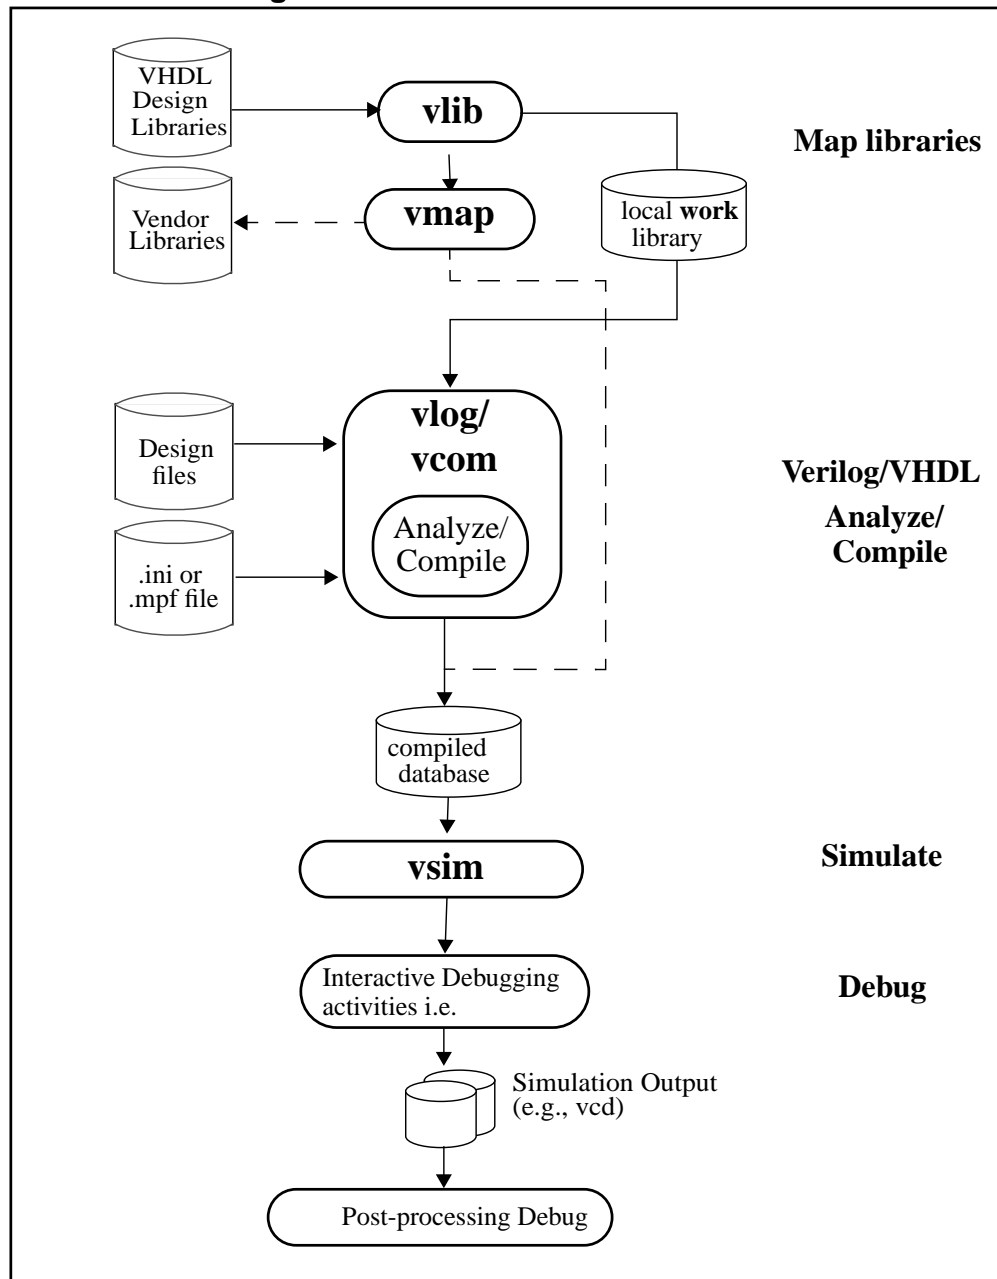 VHDL
Design
Libraries
vlib
Map libraries
Vendor
Libraries
vmap
local work
library
Design
files
vlog/
vcom
Verilog/VHDL
Analyze/
Compile
Analyze/
Compile
.ini or
.mpf file
compiled
database
vsim
Simulate
Interactive Debugging
activities i.e.
Debug
Simulation Output
(e.g., vcd)
Post-processing Debug